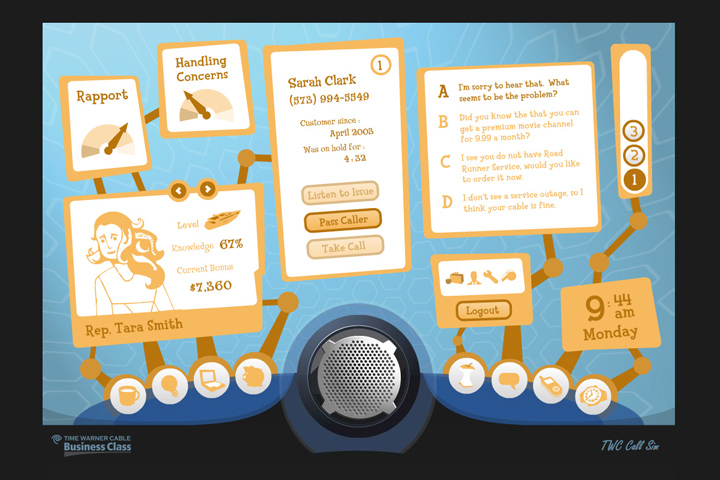 Rapport
Handling
Concerns
Sarah Clark
1
(573) 994-5549
Customer since :
April 2003
Was on hold for :
4 : 32
Listen to Issue
Pass Caller
Take Call
A I'm sorry to hear that. What
seems to be the problem?
B Did you Know the that you can
get a premium movie channel
for 9.99 a month?
C I see you do not have Road
Runner Service, would you like
to order it now.
D I don't see a service outage, so I
think your cable is fine.
3
2
1
Level
Knowledge 67%
Current Bonus
$7,360
Rep. Tara Smith
Logout
9:44
am
Monday
TIME WARNER CABLE
Business Class
TWC Call Sim